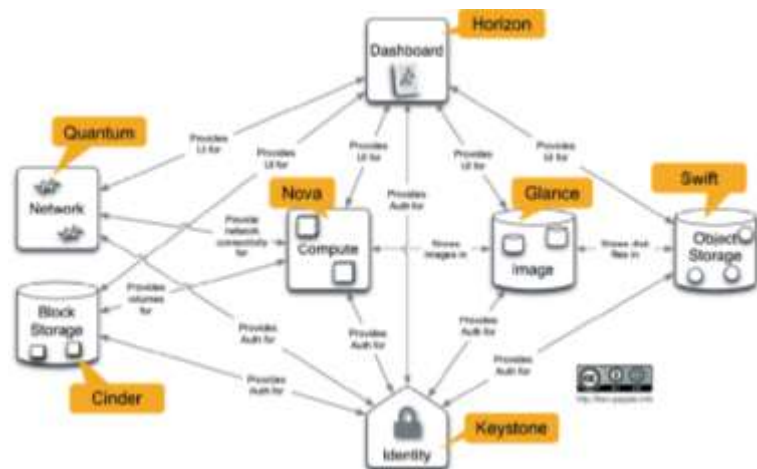 Horizon
Dashboard
Quantum
Provides
UI for
Provides
UI for
Provides
UI for
Provides
UI for
Provides
UI for
Network
Nova
Glance
Swift
Provides
Auth for
Provide
network
connectivity
for
Compute
Stores
images in
Image
Stores disk
files in
Object
Storage
Block
Storage
Provides
volumes
for
Cinder
Provides
Auth for
Provides
Auth for
Provides
Auth for
Provides
Auth for
Provides
Auth for
Keystone
Identity
cc